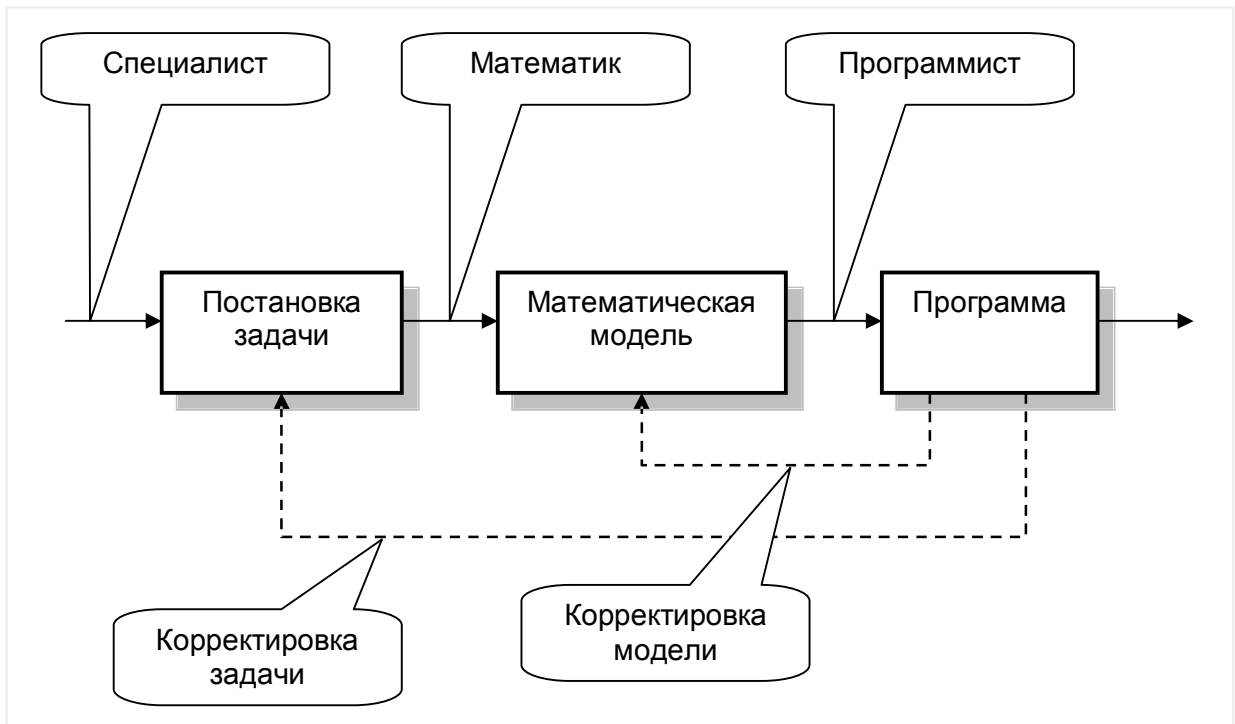 Специалист
Математик
Программист
Постановка
задачи
Математическая
модель
Программа
Корректировка
задачи
Корректировка
модели